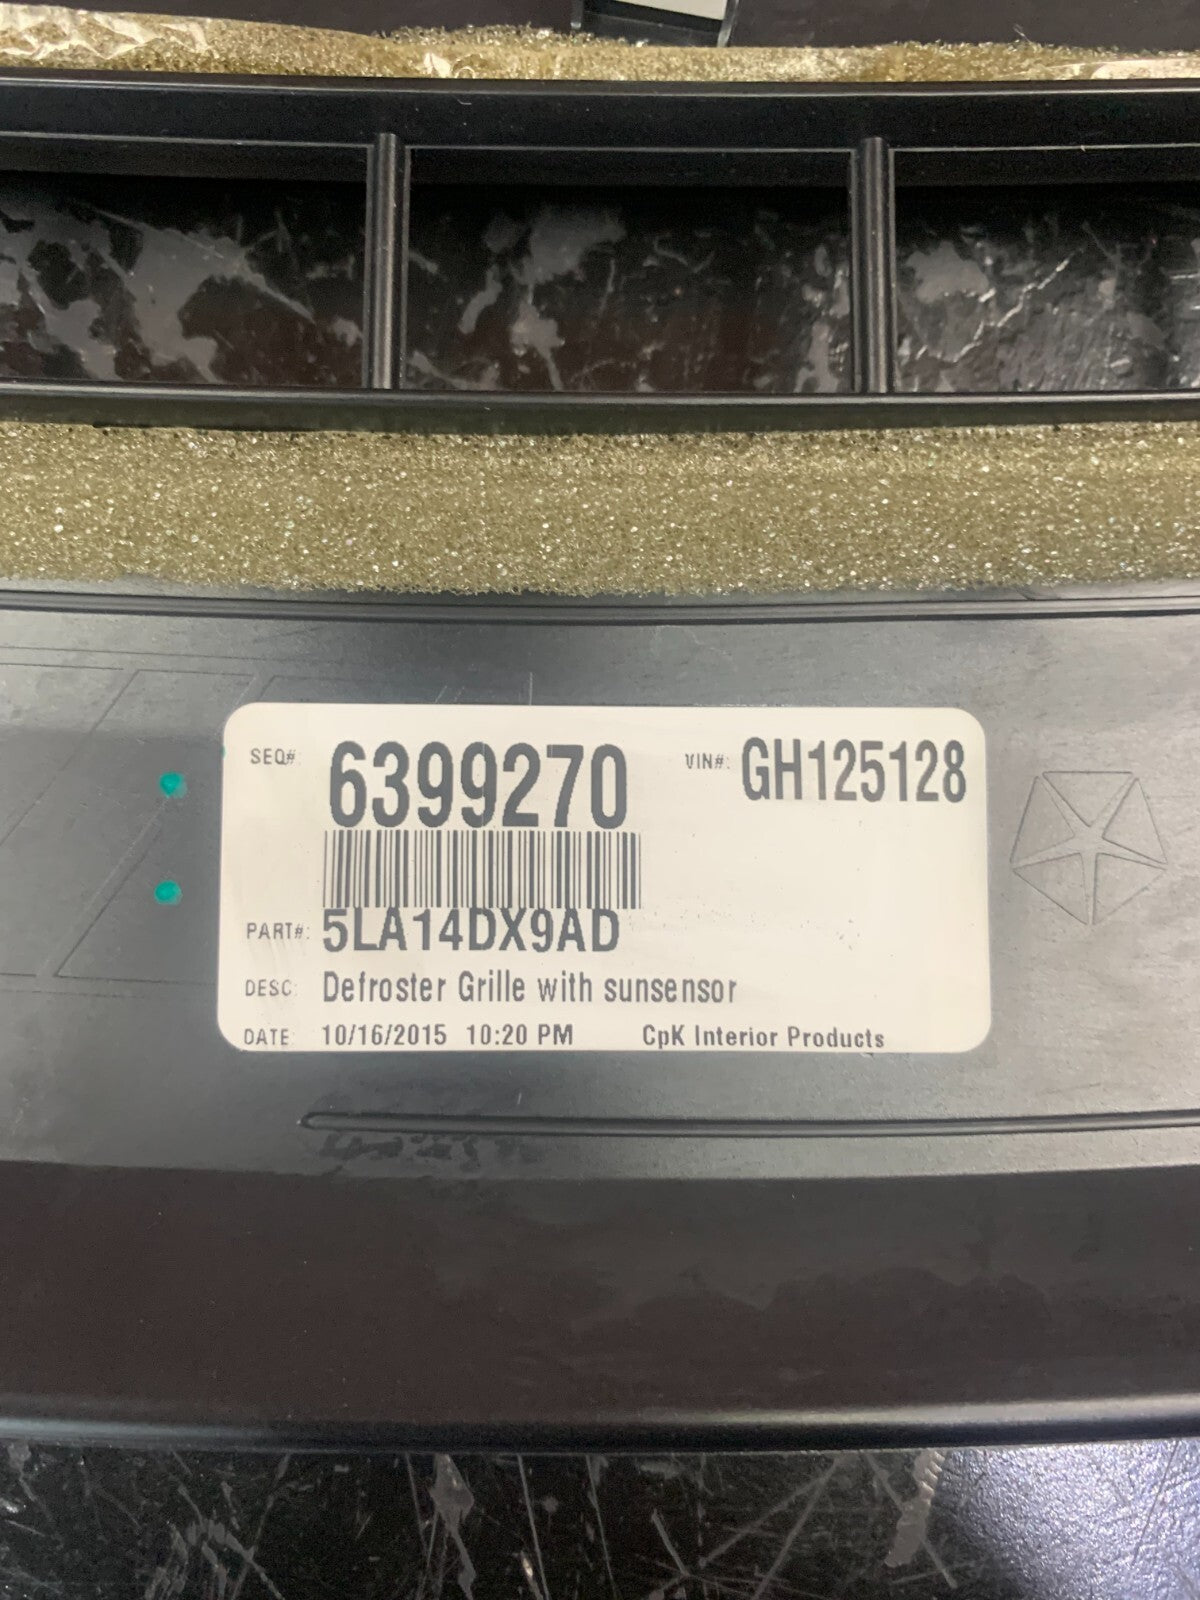 SEQ#: 6399270 VIN#: GH125128
PART#: 5LA14DX9AD
DESC: Defroster Grille with sunsensor
DATE: 10/16/2015 10:20 PM CpK Interior Products